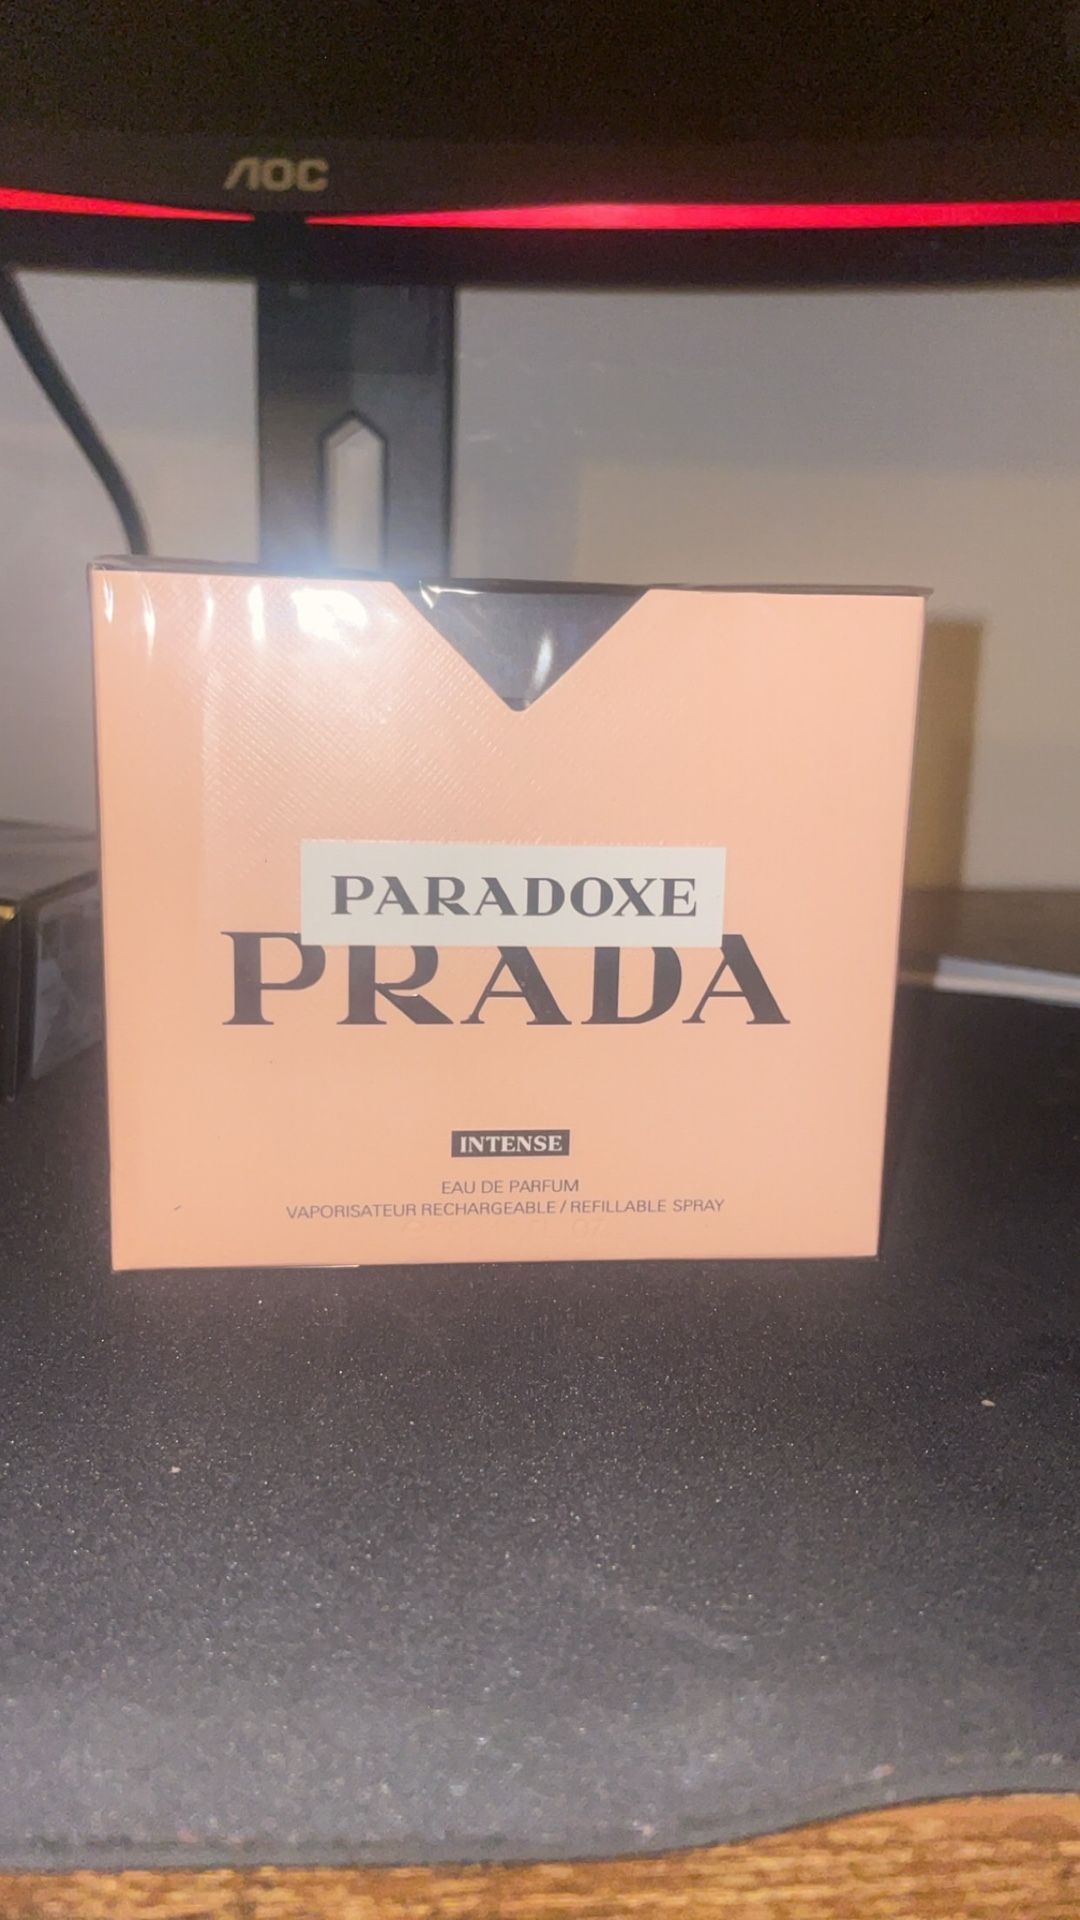 AOC
PARADOXE
PRADA
INTENSE
EAU DE PARFUM
VAPORISATEUR RECHARGEABLE / REFILLABLE SPRAY